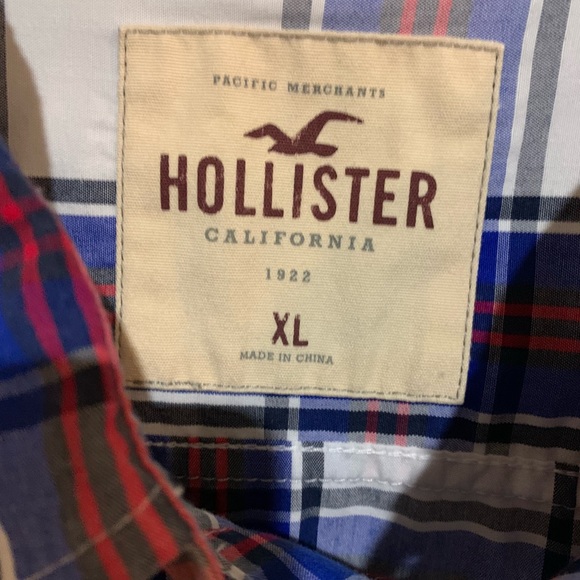 PACIFIC MERCHANTS
HOLLISTER
CALIFORNIA
1922
XL
MADE IN CHINA